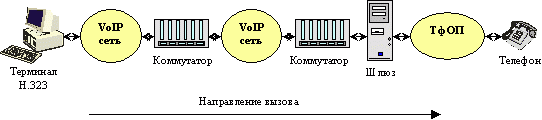 VoIP
сеть
VoIP
сеть
ТфОП
Терминал
Н.323
Коммутатор
Коммутатор
Шлюз
Телефон
Направление вызова